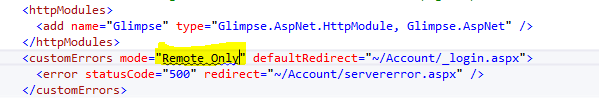 <httpModules>
<add name="Glimpse" type="Glimpse.AspNet.HttpModule, Glimpse.AspNet" />
</httpModules>
<customErrors mode="Remote Only" defaultRedirect="~/Account/_login.aspx">
<error statusCode="500" redirect="~/Account/servererror.aspx" />
</customErrors>